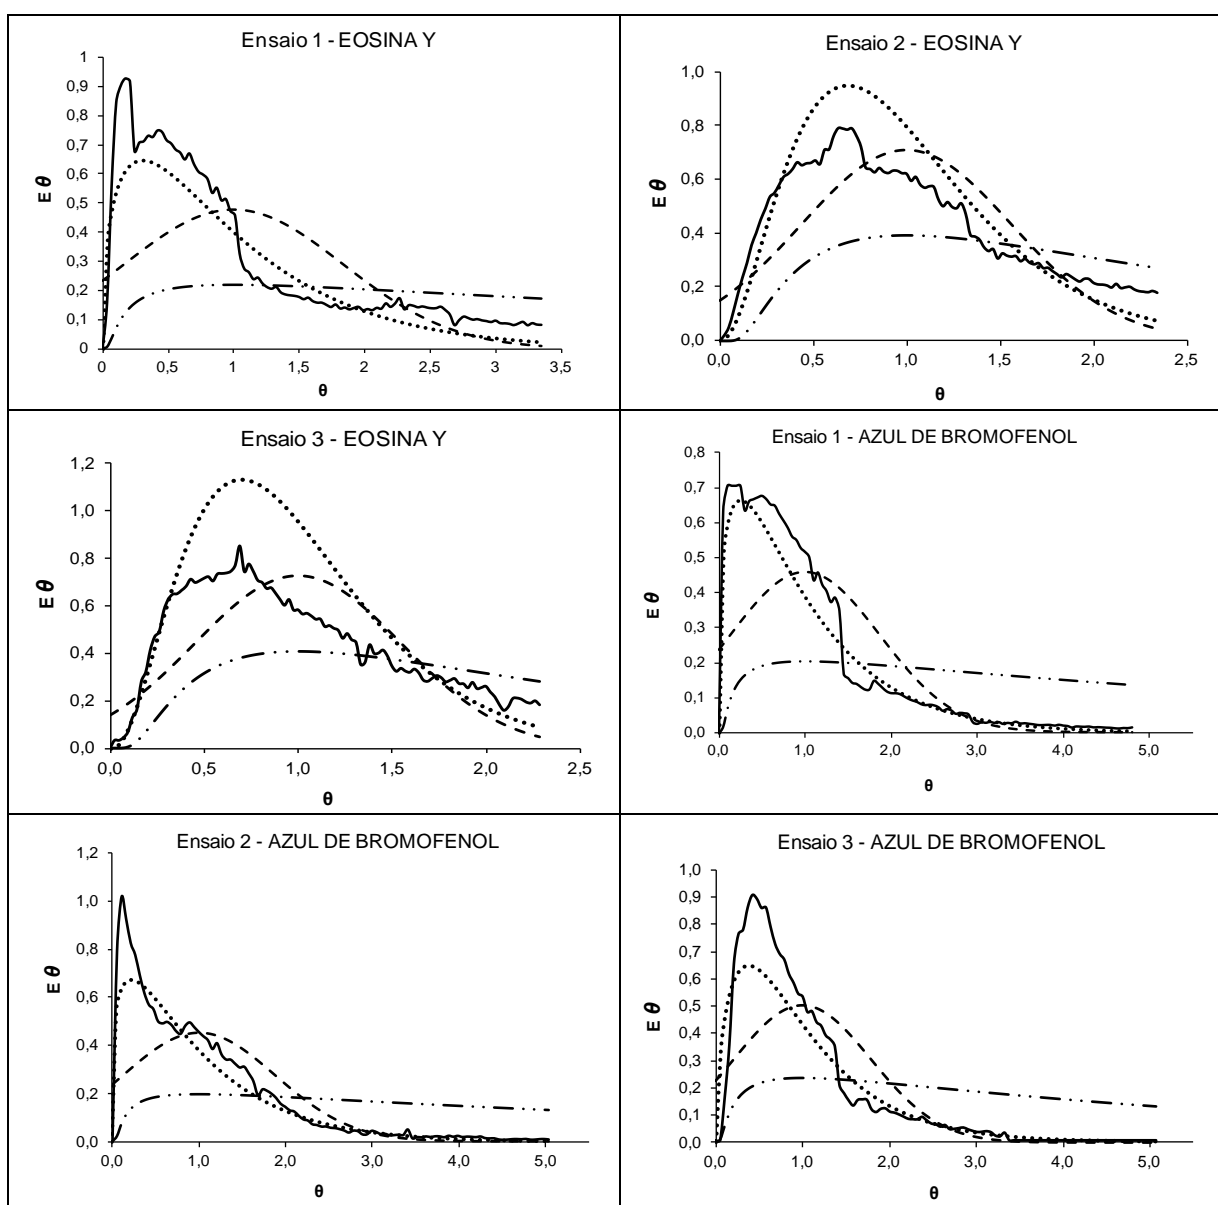 Ensaio 1 - EOSINA Y
1
0,9
0,8
0,7
0,6
0,5
0,4
0,3
0,2
0,1
0
E θ
0 0,5 1 1,5 2 2,5 3 3,5
θ
Ensaio 2 - EOSINA Y
1,0
0,8
0,6
0,4
0,2
0,0
E θ
0,0 0,5 1,0 1,5 2,0 2,5
θ
Ensaio 3 - EOSINA Y
1,2
1,0
0,8
0,6
0,4
0,2
0,0
E θ
0,0 0,5 1,0 1,5 2,0 2,5
θ
Ensaio 1 - AZUL DE BROMOFENOL
0,8
0,7
0,6
0,5
0,4
0,3
0,2
0,1
0,0
E θ
0,0 1,0 2,0 3,0 4,0 5,0
θ
Ensaio 2 - AZUL DE BROMOFENOL
1,2
1,0
0,8
0,6
0,4
0,2
0,0
E θ
0,0 1,0 2,0 3,0 4,0 5,0
θ
Ensaio 3 - AZUL DE BROMOFENOL
1,0
0,9
0,8
0,7
0,6
0,5
0,4
0,3
0,2
0,1
0,0
E θ
0,0 1,0 2,0 3,0 4,0 5,0
θ